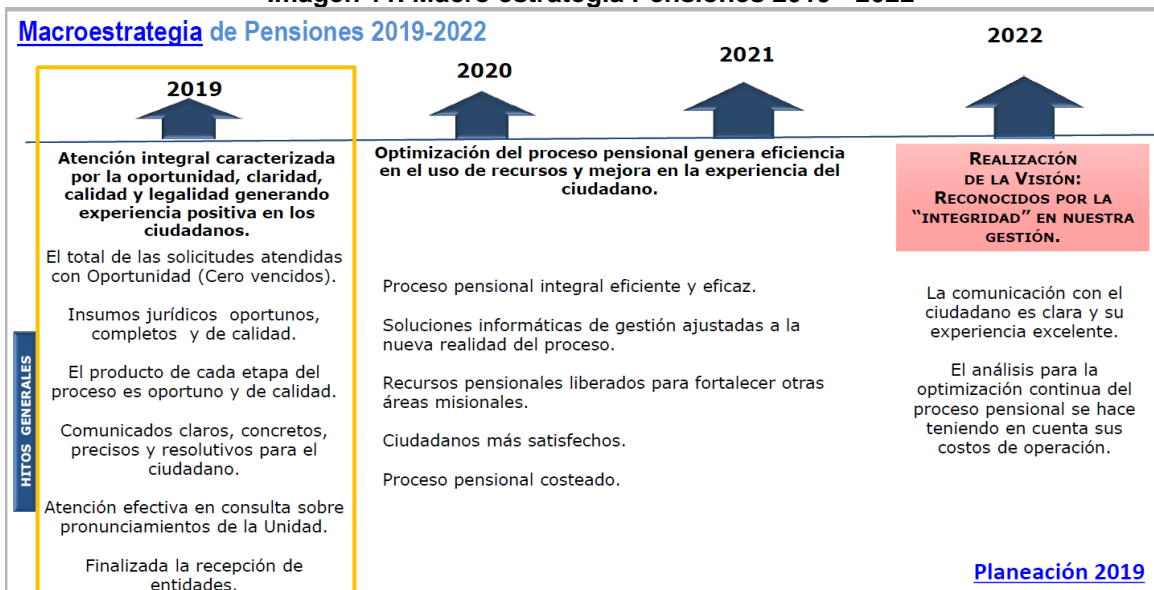 Macroestrategia de Pensiones 2019-2022
2019
2020
2021
2022
Atención integral caracterizada
por la oportunidad, claridad,
calidad y legalidad generando
experiencia positiva en los
ciudadanos.
El total de las solicitudes atendidas
con Oportunidad (Cero vencidos).
Insumos jurídicos oportunos,
completos y de calidad.
El producto de cada etapa del
proceso es oportuno y de calidad.
Comunicados claros, concretos,
precisos y resolutivos para el
ciudadano.
Atención efectiva en consulta sobre
pronunciamientos de la Unidad.
Finalizada la recepción de
entidades.
Optimización del proceso pensional genera eficiencia
en el uso de recursos y mejora en la experiencia del
ciudadano.
Proceso pensional integral eficiente y eficaz.
Soluciones informáticas de gestión ajustadas a la
nueva realidad del proceso.
Recursos pensionales liberados para fortalecer otras
áreas misionales.
Ciudadanos más satisfechos.
Proceso pensional costeado.
REALIZACIÓN
DE LA VISIÓN:
RECONOCIDOS POR LA
“INTEGRIDAD” EN NUESTRA
GESTIÓN.
La comunicación con el
ciudadano es clara y su
experiencia excelente.
El análisis para la
optimización continua del
proceso pensional se hace
teniendo en cuenta sus
costos de operación.
HITOS GENERALES
Planeación 2019